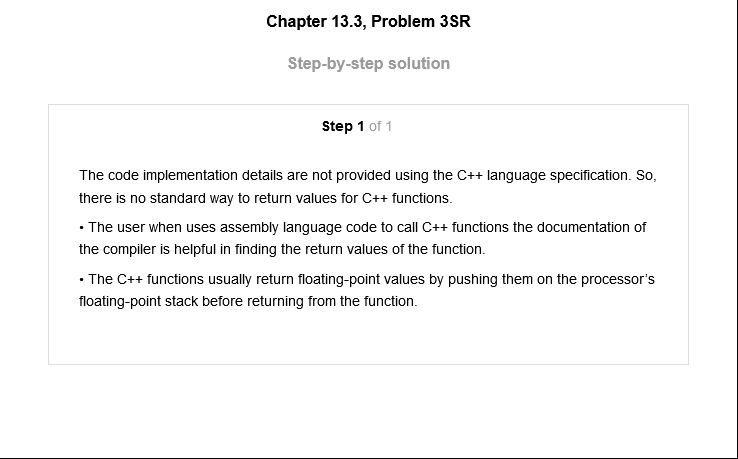 Chapter 13.3, Problem 3SR
Step-by-step solution
Step 1 of 1
The code implementation details are not provided using the C++ language specification. So,
there is no standard way to return values for C++ functions.
• The user when uses assembly language code to call C++ functions the documentation of
the compiler is helpful in finding the return values of the function.
• The C++ functions usually return floating-point values by pushing them on the processor's
floating-point stack before returning from the function.